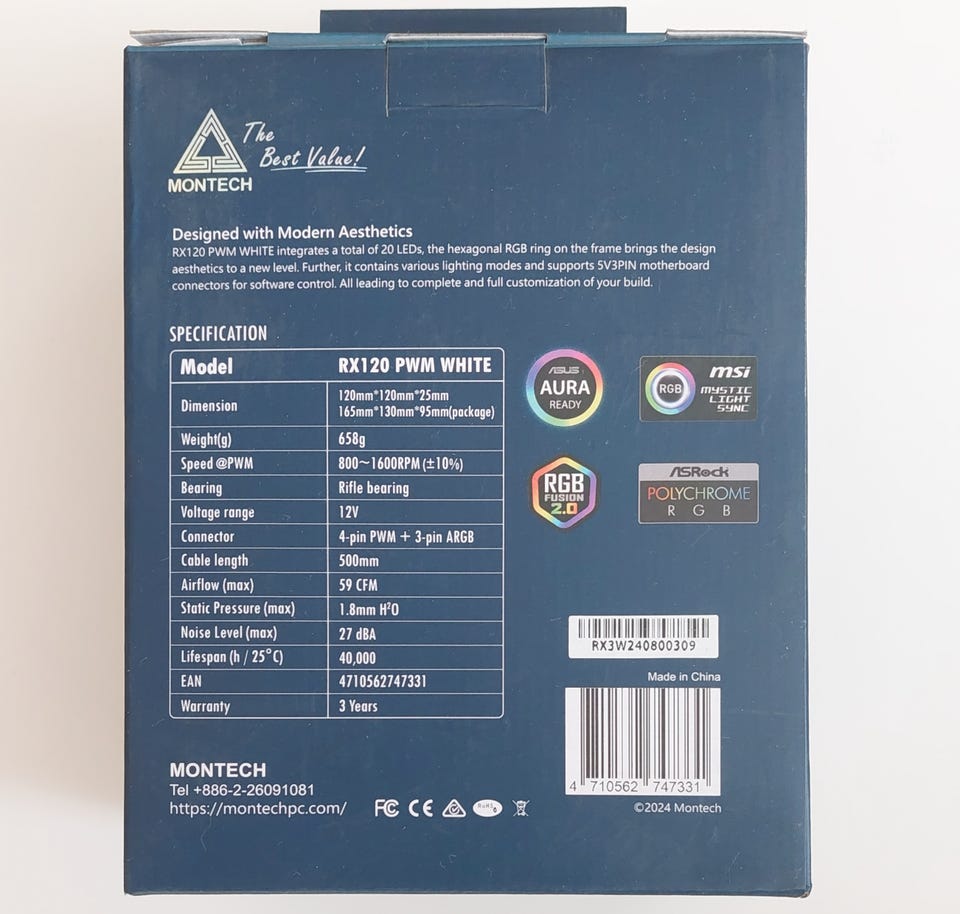 The
Best Value!
MONTECH
Designed with Modern Aesthetics
RX120 PWM WHITE integrates a total of 20 LEDs, the hexagonal RGB ring on the frame brings the design
aesthetics to a new level. Further, it contains various lighting modes and supports 5V3PIN motherboard
connectors for software control. All leading to complete and full customization of your build.
SPECIFICATION
Model RX120 PWM WHITE
Dimension 120mm*120mm*25mm
165mm*130mm*95mm(package)
Weight(g) 658g
Speed @PWM 800~1600RPM (±10%)
Bearing Rifle bearing
Voltage range 12V
Connector 4-pin PWM + 3-pin ARGB
Cable length 500mm
Airflow (max) 59 CFM
Static Pressure (max) 1.8mm H²O
Noise Level (max) 27 dBA
Lifespan (h / 25°C) 40,000
EAN 4710562747331
Warranty 3 Years
ASUS
AURA
READY
RGB
msi
MYSTIC
LIGHT
SYNC
RGB
FUSION
2.0
ASRock
POLYCHROME
R G B
RX3W240800309
Made in China
4 710562 747331
©2024 Montech
MONTECH
Tel +886-2-26091081
https://montechpc.com/
FC CE RoHS